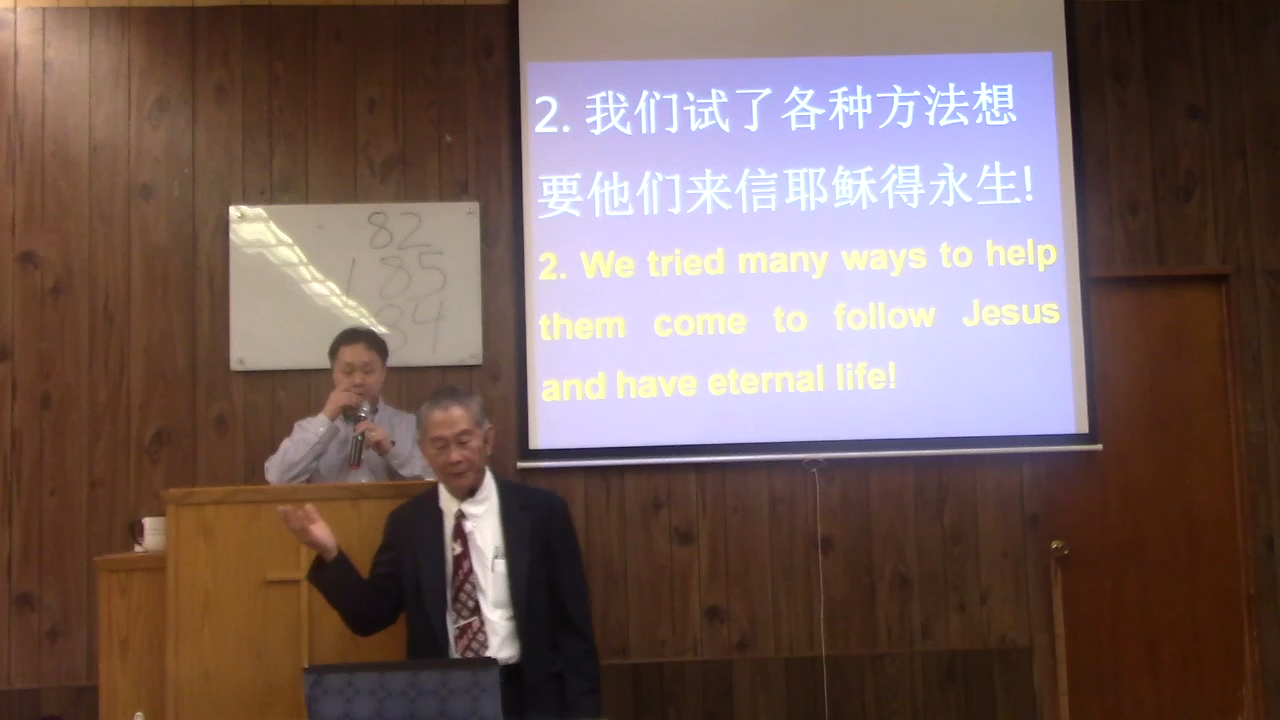 82
185
84
2. 我们试了各种方法想
要他们来信耶稣得永生!
2. We tried many ways to help
them come to follow Jesus
and have eternal life!